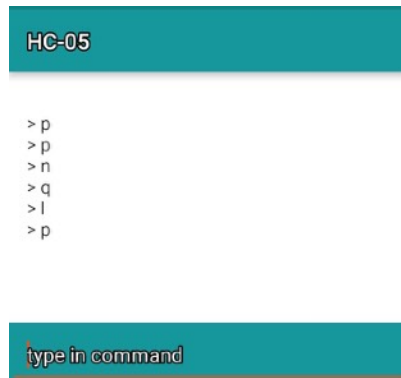 HC-05
> p
> p
> n
> q
> l
> p
type in command